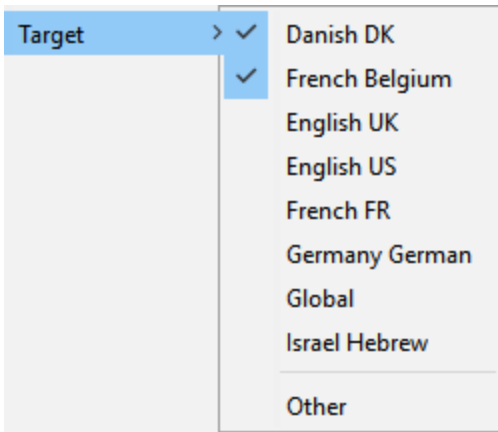 Target
Danish DK
French Belgium
English UK
English US
French FR
Germany German
Global
Israel Hebrew
Other